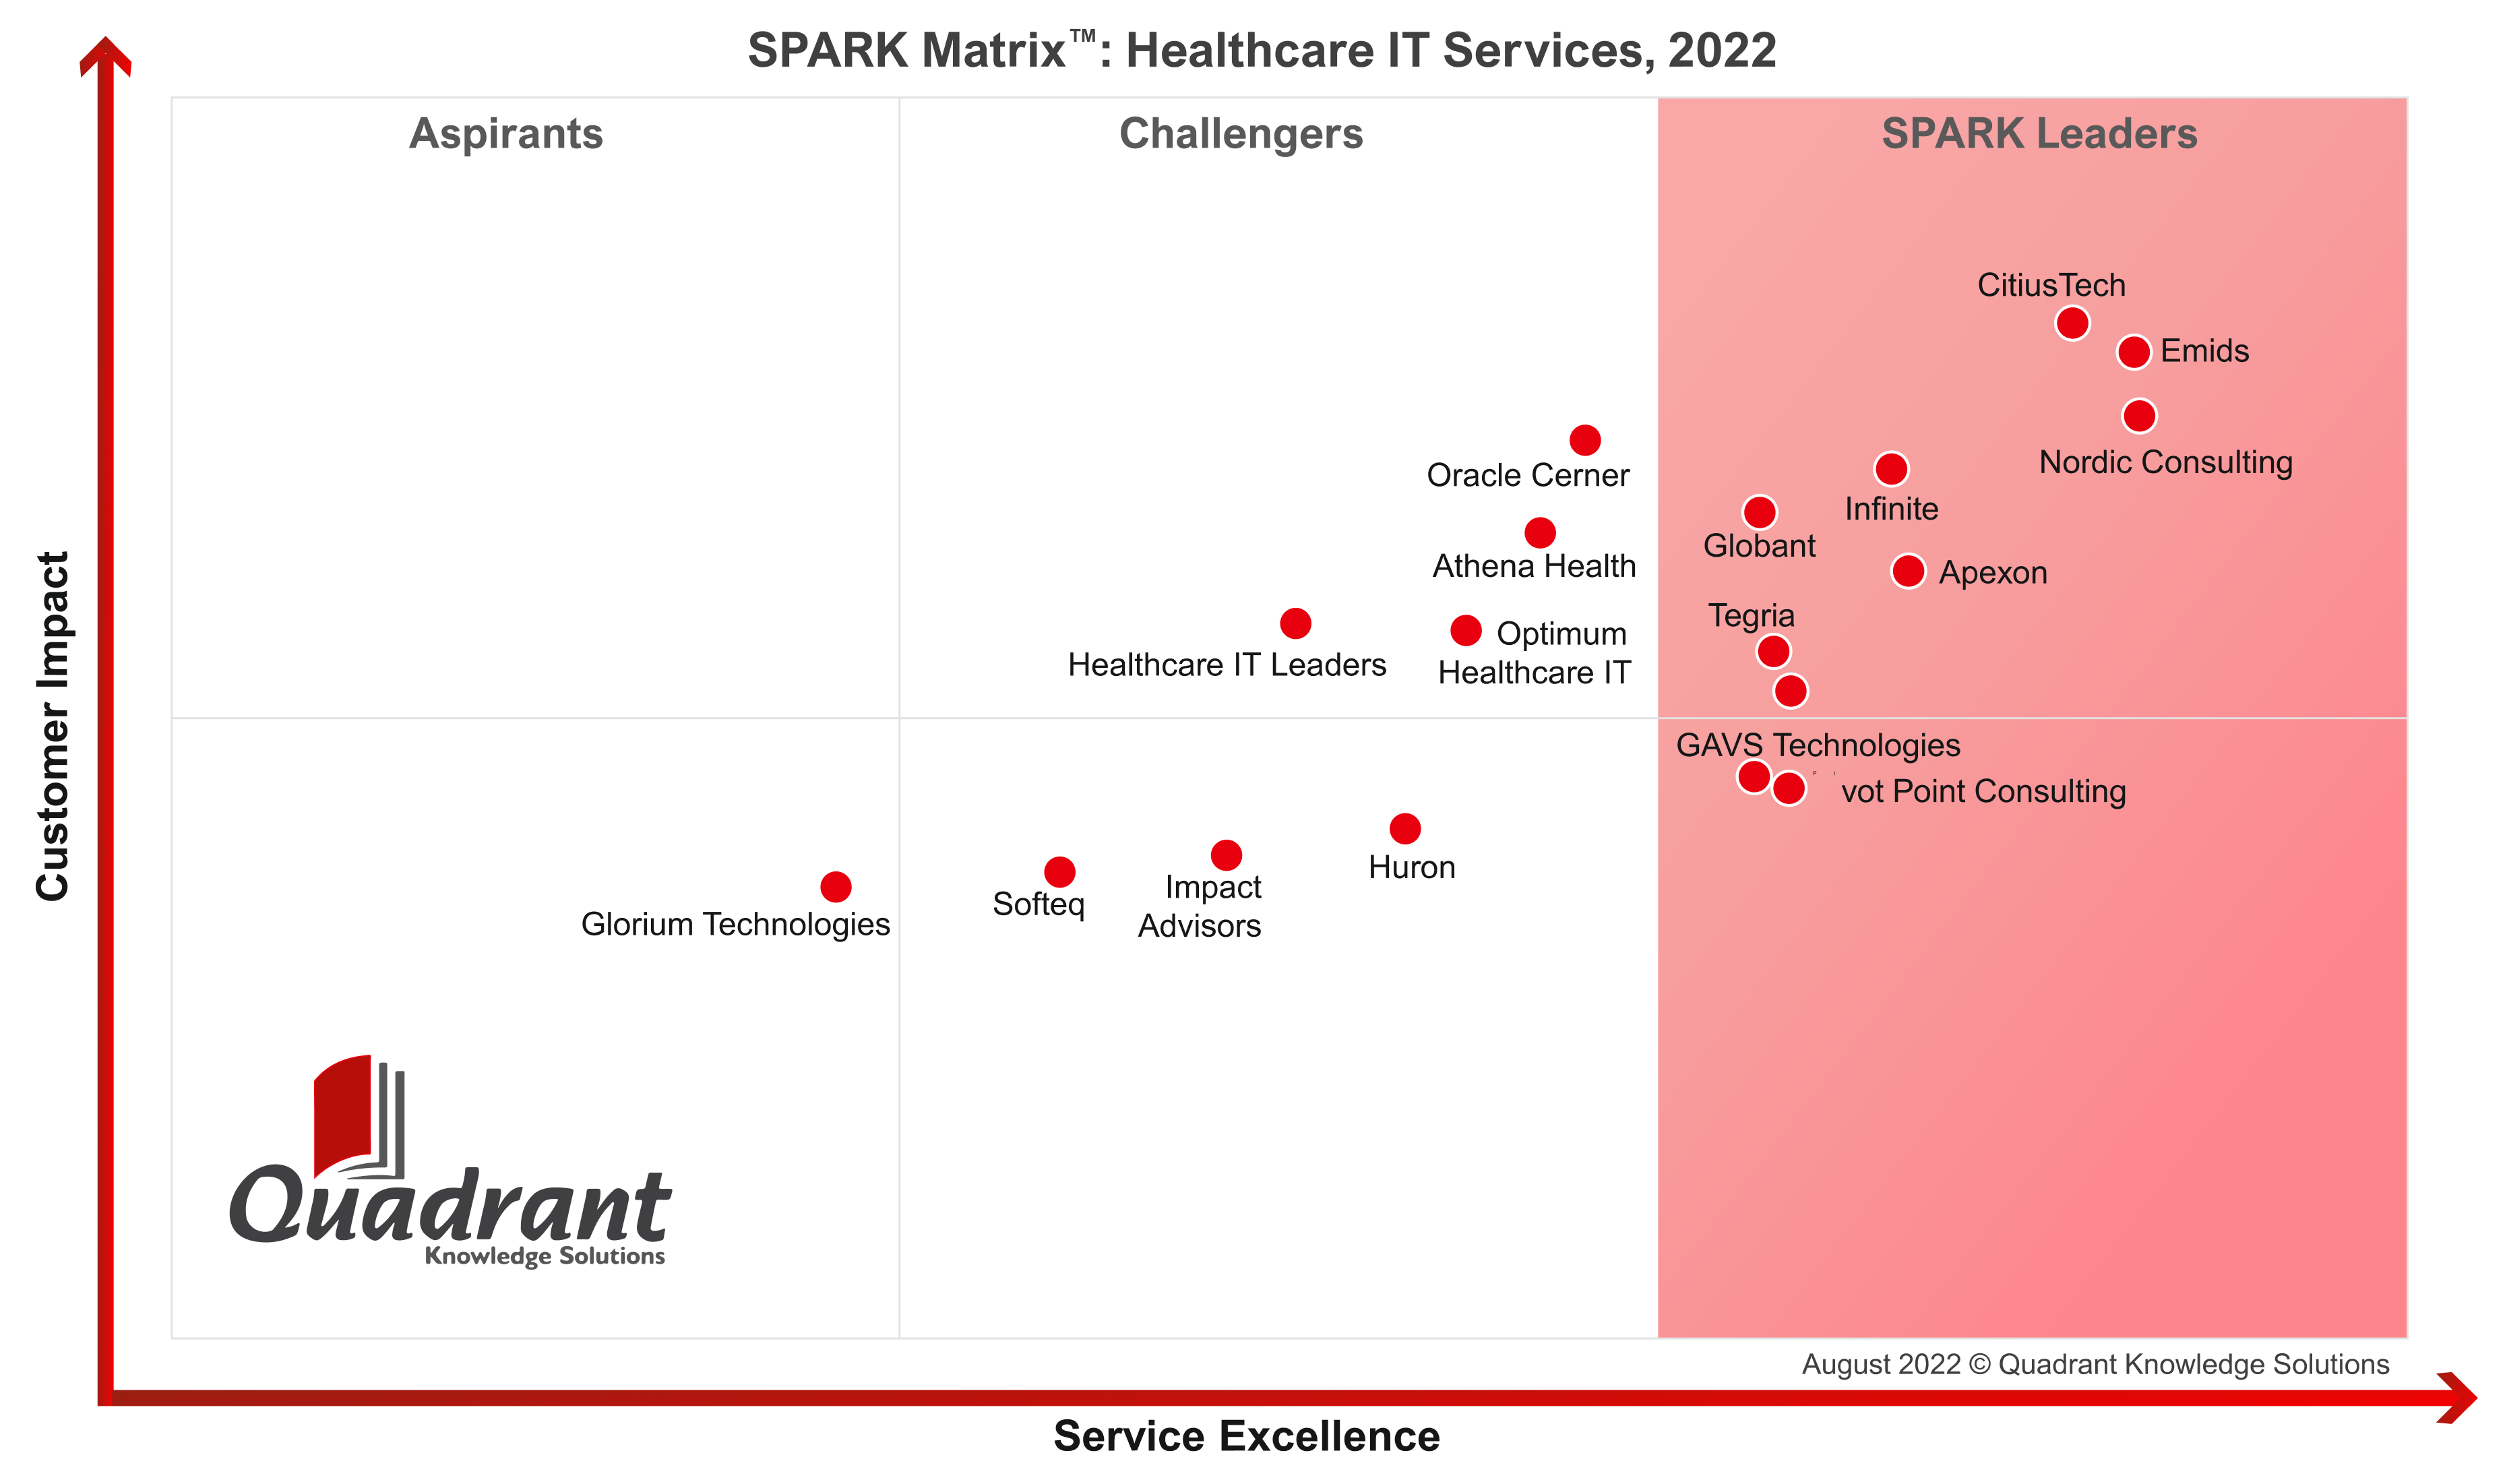 SPARK Matrix™: Healthcare IT Services, 2022
Aspirants
Challengers
SPARK Leaders
CitiusTech
Emids
Nordic Consulting
Oracle Cerner
Infinite
Globant
Athena Health
Apexon
Tegria
Optimum
Healthcare IT
Healthcare IT Leaders
Customer Impact
GAVS Technologies
P i
vot Point Consulting
Huron
Impact
Advisors
Softeq
Glorium Technologies
Quadrant
Knowledge Solutions
August 2022 © Quadrant Knowledge Solutions
Service Excellence